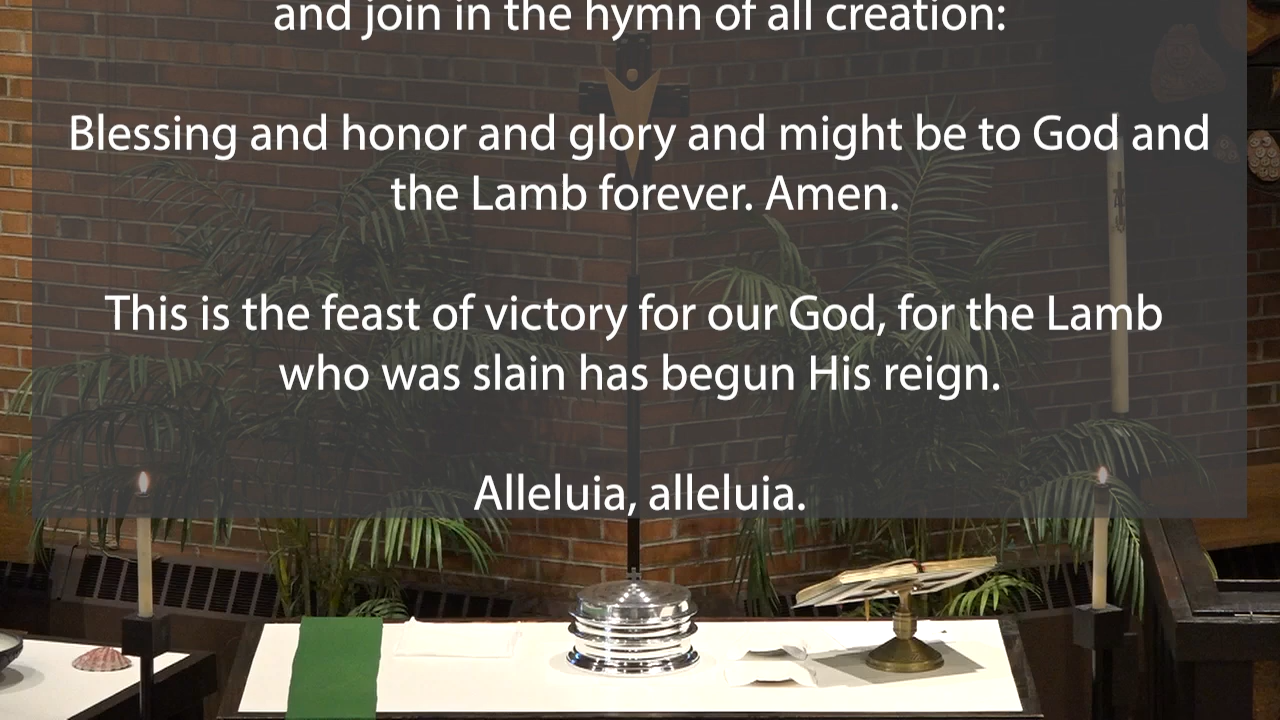 and join in the hymn of all creation:
Blessing and honor and glory and might be to God and
the Lamb forever. Amen.
This is the feast of victory for our God, for the Lamb
who was slain has begun His reign.
Alleluia, alleluia.